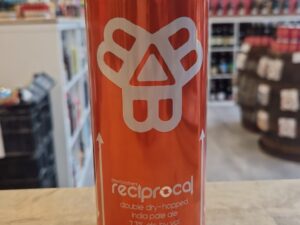 reciprocal
double dry-hopped
india pale ale